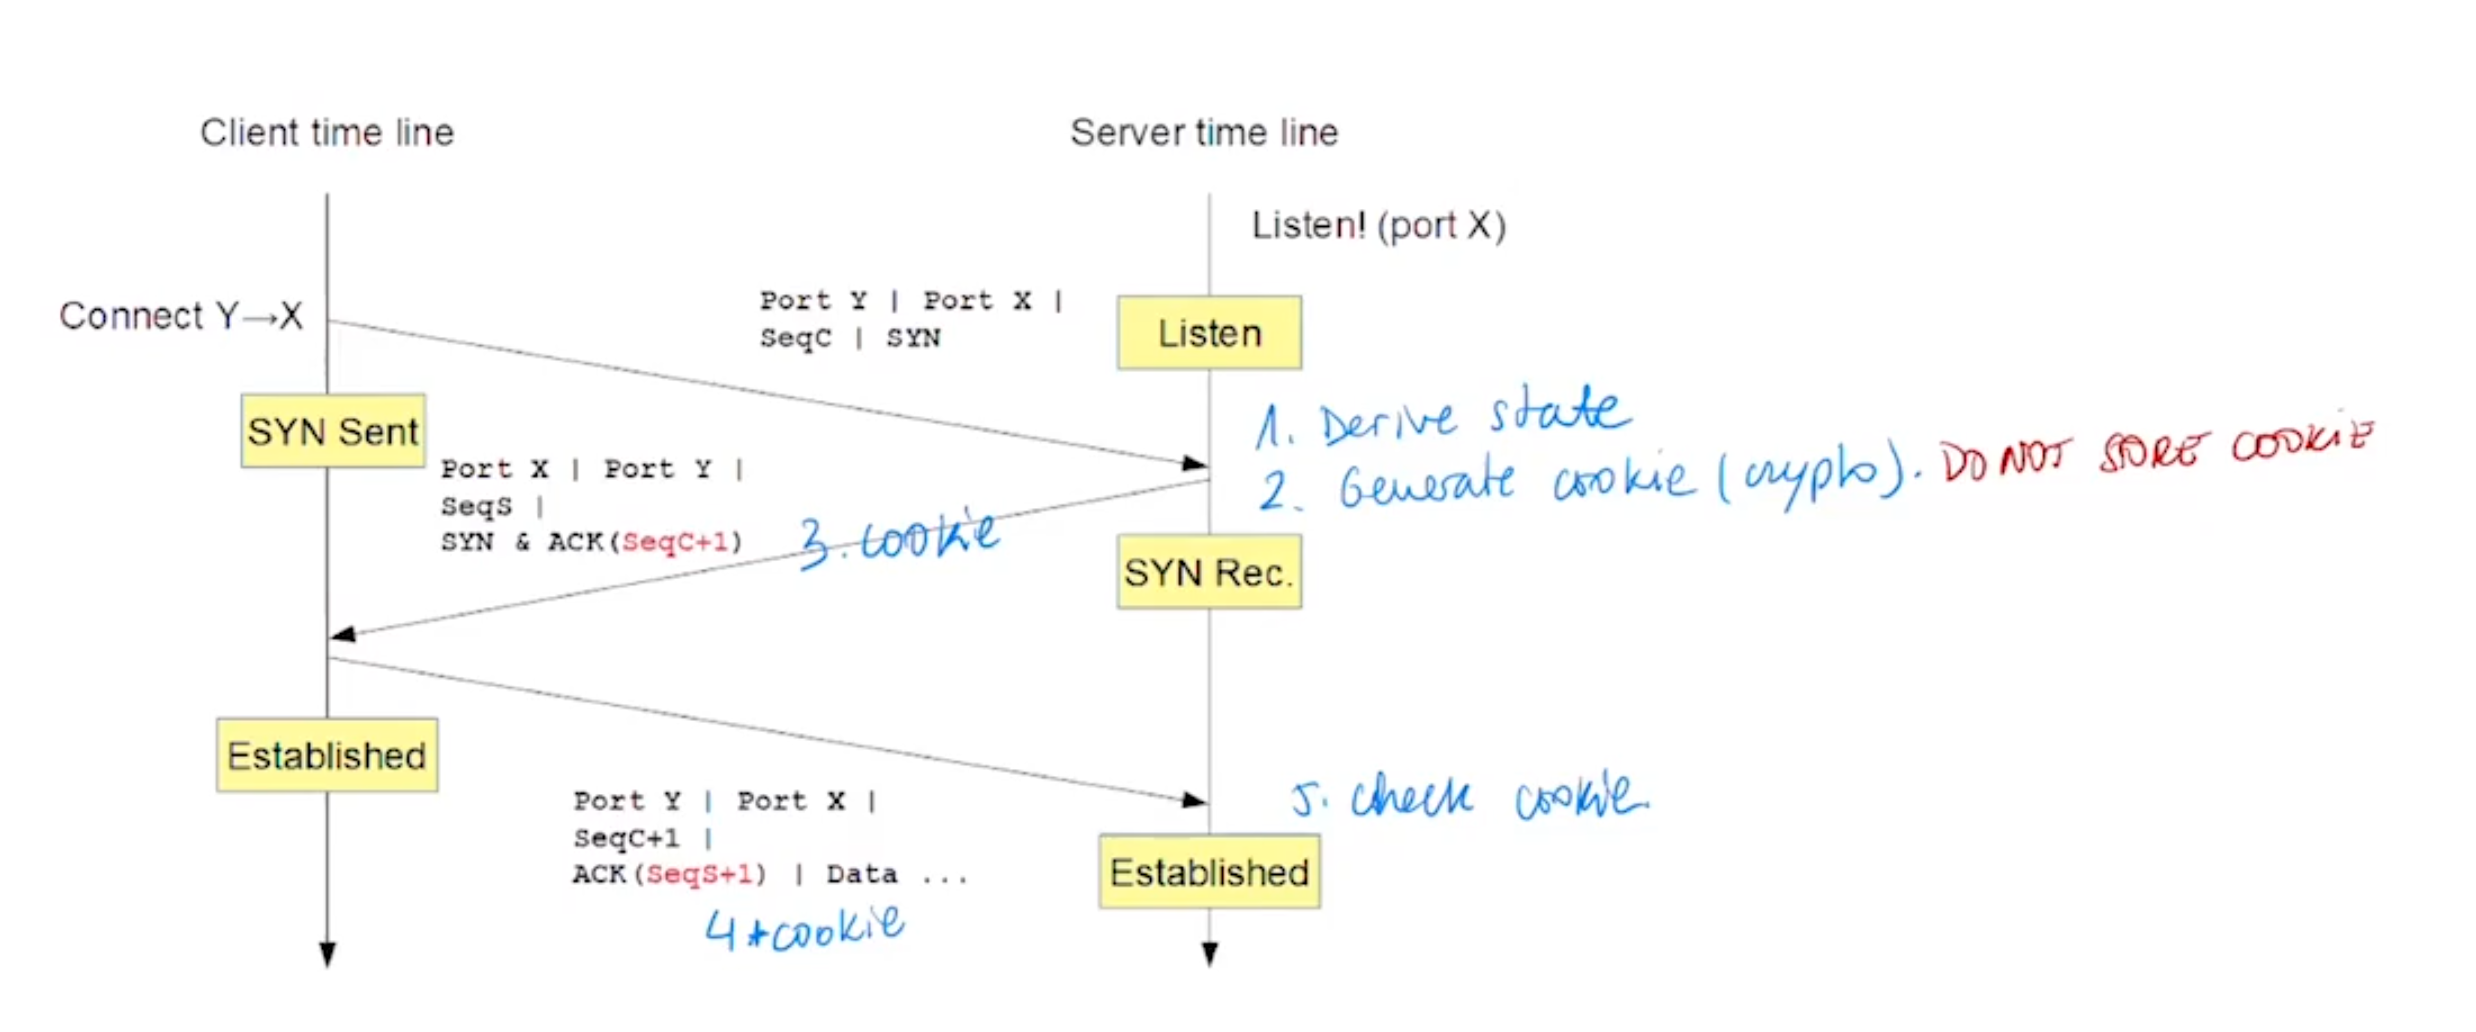 Client time line
Server time line
Listen! (port X)
Connect Y→X
Port Y | Port X |
SeqC | SYN
Listen
SYN Sent
1. Derive state
2. Generate cookie (crypto). DO NOT STORE COOKIE
Port X | Port Y |
SeqS |
SYN & ACK(SeqC+1)
3. cookie
SYN Rec.
Established
Port Y | Port X |
SeqC+1 |
ACK(SeqS+1) | Data ...
4 + cookie
5. check cookie
Established